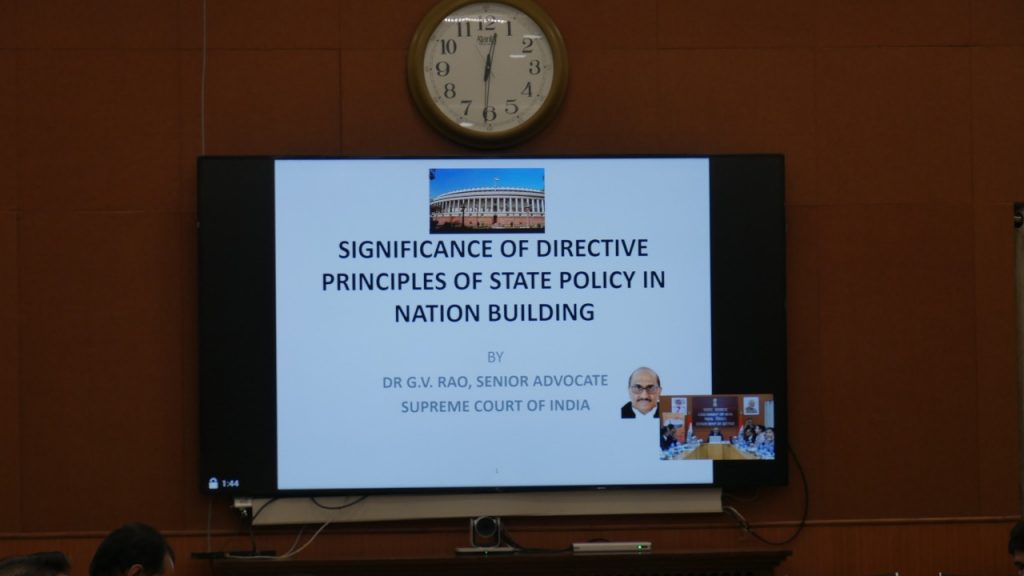 12
11
1
10
2
9
3
8
4
7
5
6
SIGNIFICANCE OF DIRECTIVE
PRINCIPLES OF STATE POLICY IN
NATION BUILDING
BY
DR G.V. RAO, SENIOR ADVOCATE
SUPREME COURT OF INDIA
1
1:44